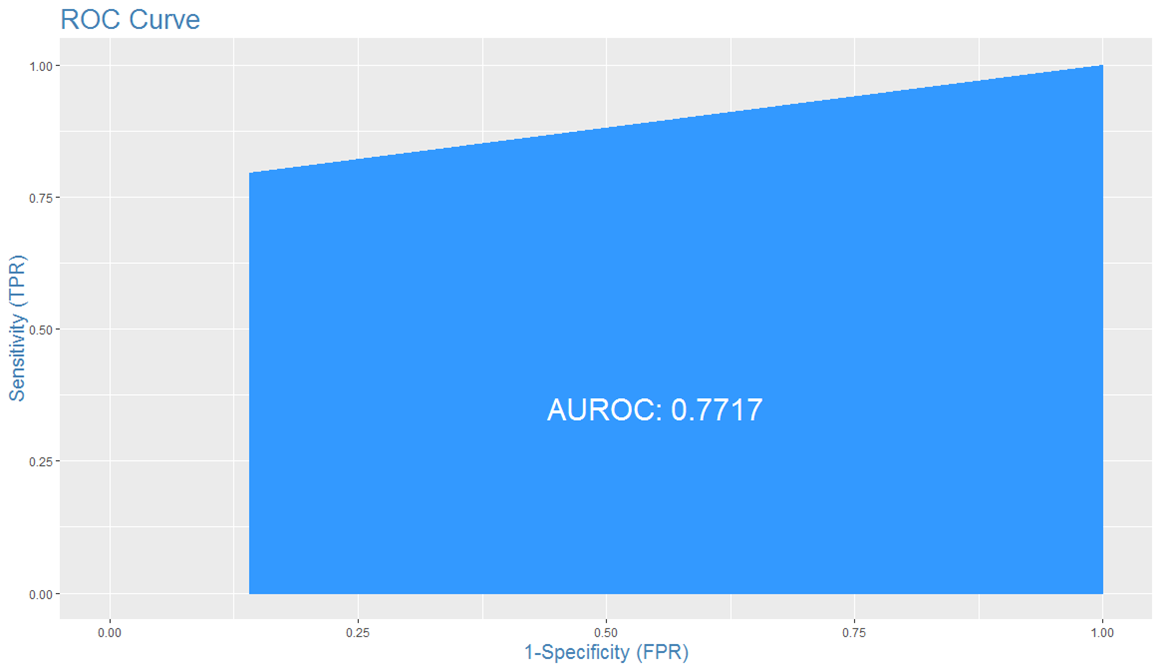 ROC Curve
1.00
0.75
0.50
0.25
0.00
Sensitivity (TPR)
AUROC: 0.7717
0.00 0.25 0.50 0.75 1.00
1-Specificity (FPR)